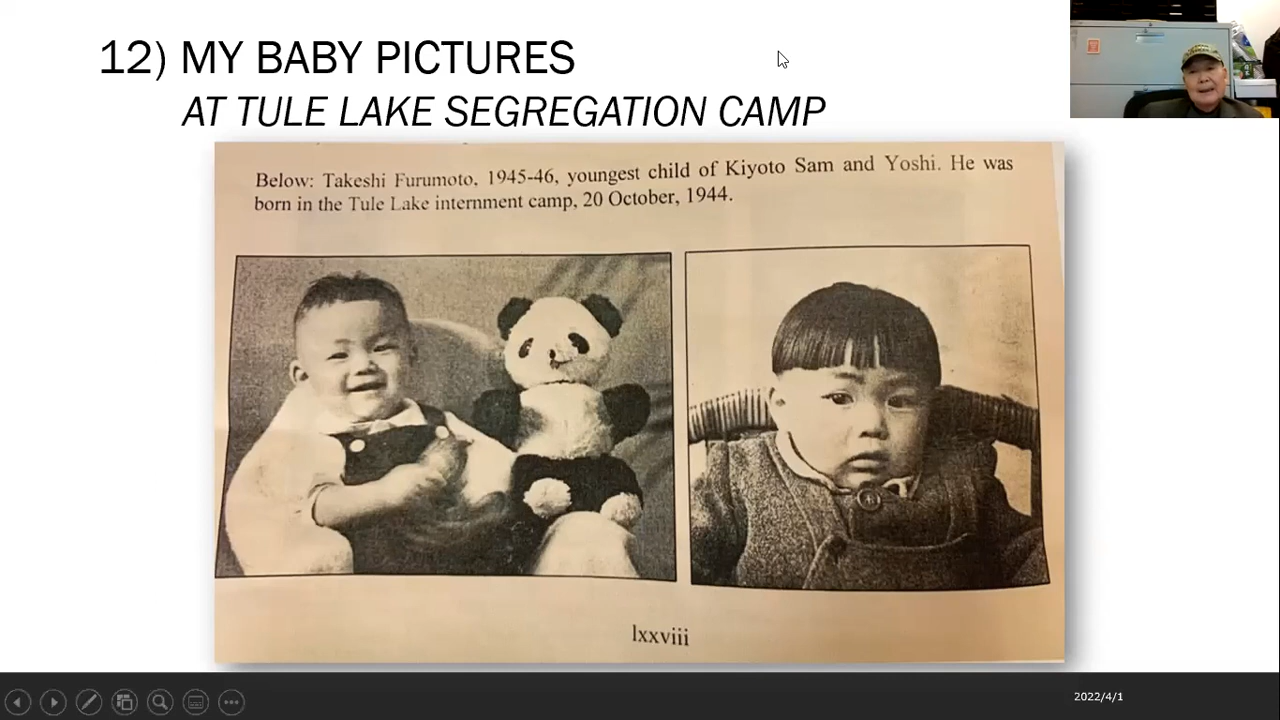 12) MY BABY PICTURES
AT TULE LAKE SEGREGATION CAMP
Below: Takeshi Furumoto, 1945-46, youngest child of Kiyoto Sam and Yoshi. He was
born in the Tule Lake internment camp, 20 October, 1944.
lxxviii
2022/4/1